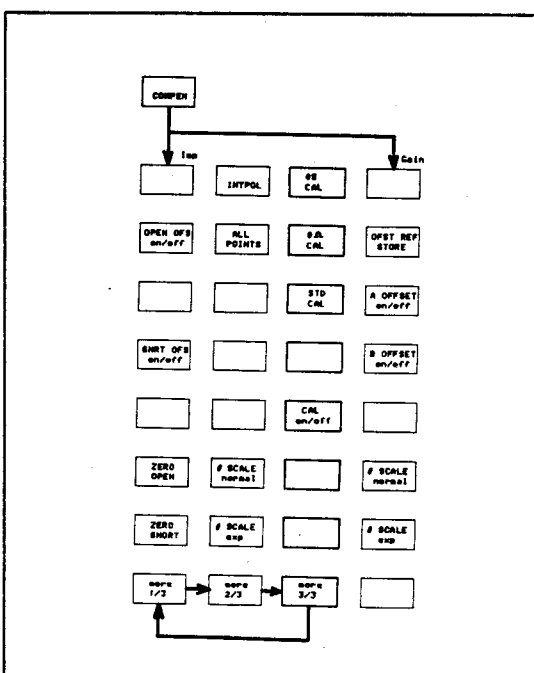 COMPEN
Imp
Gain
INTPOL
0S
CAL
OPEN OFS
on/off
ALL
POINTS
0Ω
CAL
OFST REF
STORE
STD
CAL
A OFFSET
on/off
SHRT OFS
on/off
B OFFSET
on/off
CAL
on/off
ZERO
OPEN
θ SCALE
normal
θ SCALE
normal
ZERO
SHORT
θ SCALE
exp
θ SCALE
exp
more
1/3
more
2/3
more
3/3